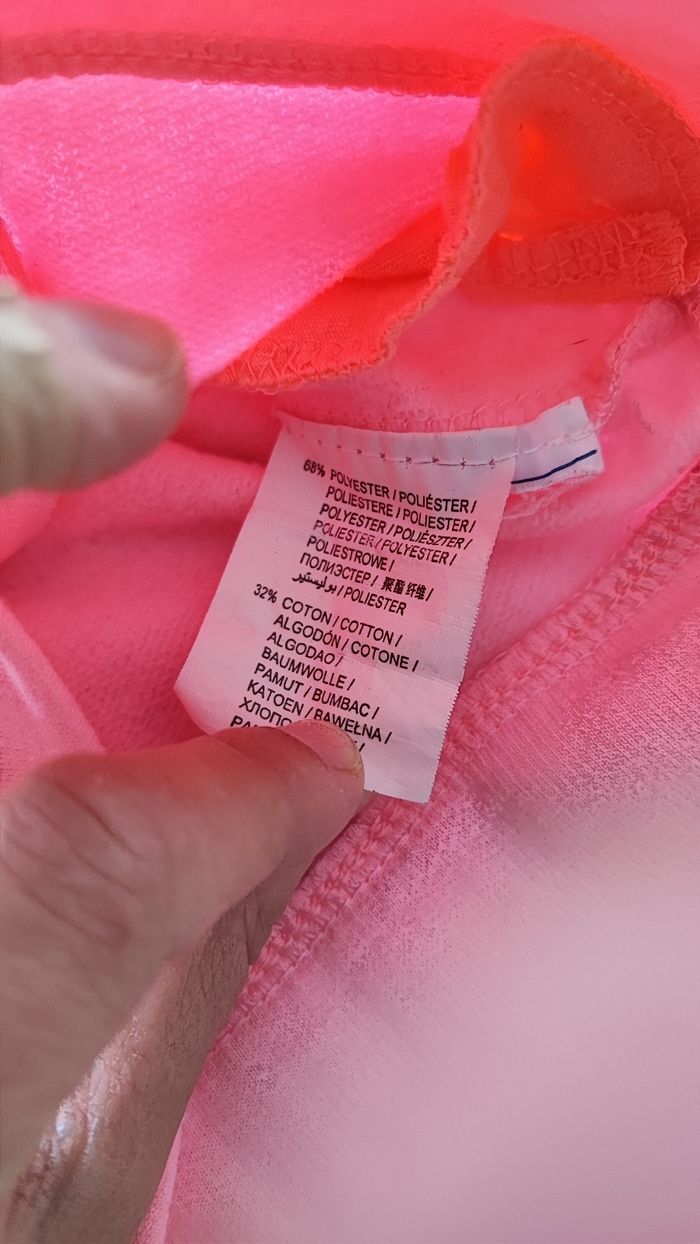 68% POLYESTER / POLIÉSTER /
POLIESTERE / POLIESTER /
POLYESTER / POLIÉSZTER /
POLIESTER / POLYESTER /
POLIESTROWE /
ПОЛИЭСТЕР / 聚酯纤维 /
بوليستير / POLIESTER
32% COTON / COTTON /
ALGODÓN / COTONE /
ALGODAO /
BAUMWOLLE /
PAMUT / BUMBAC /
KATOEN / BAWEŁNA /